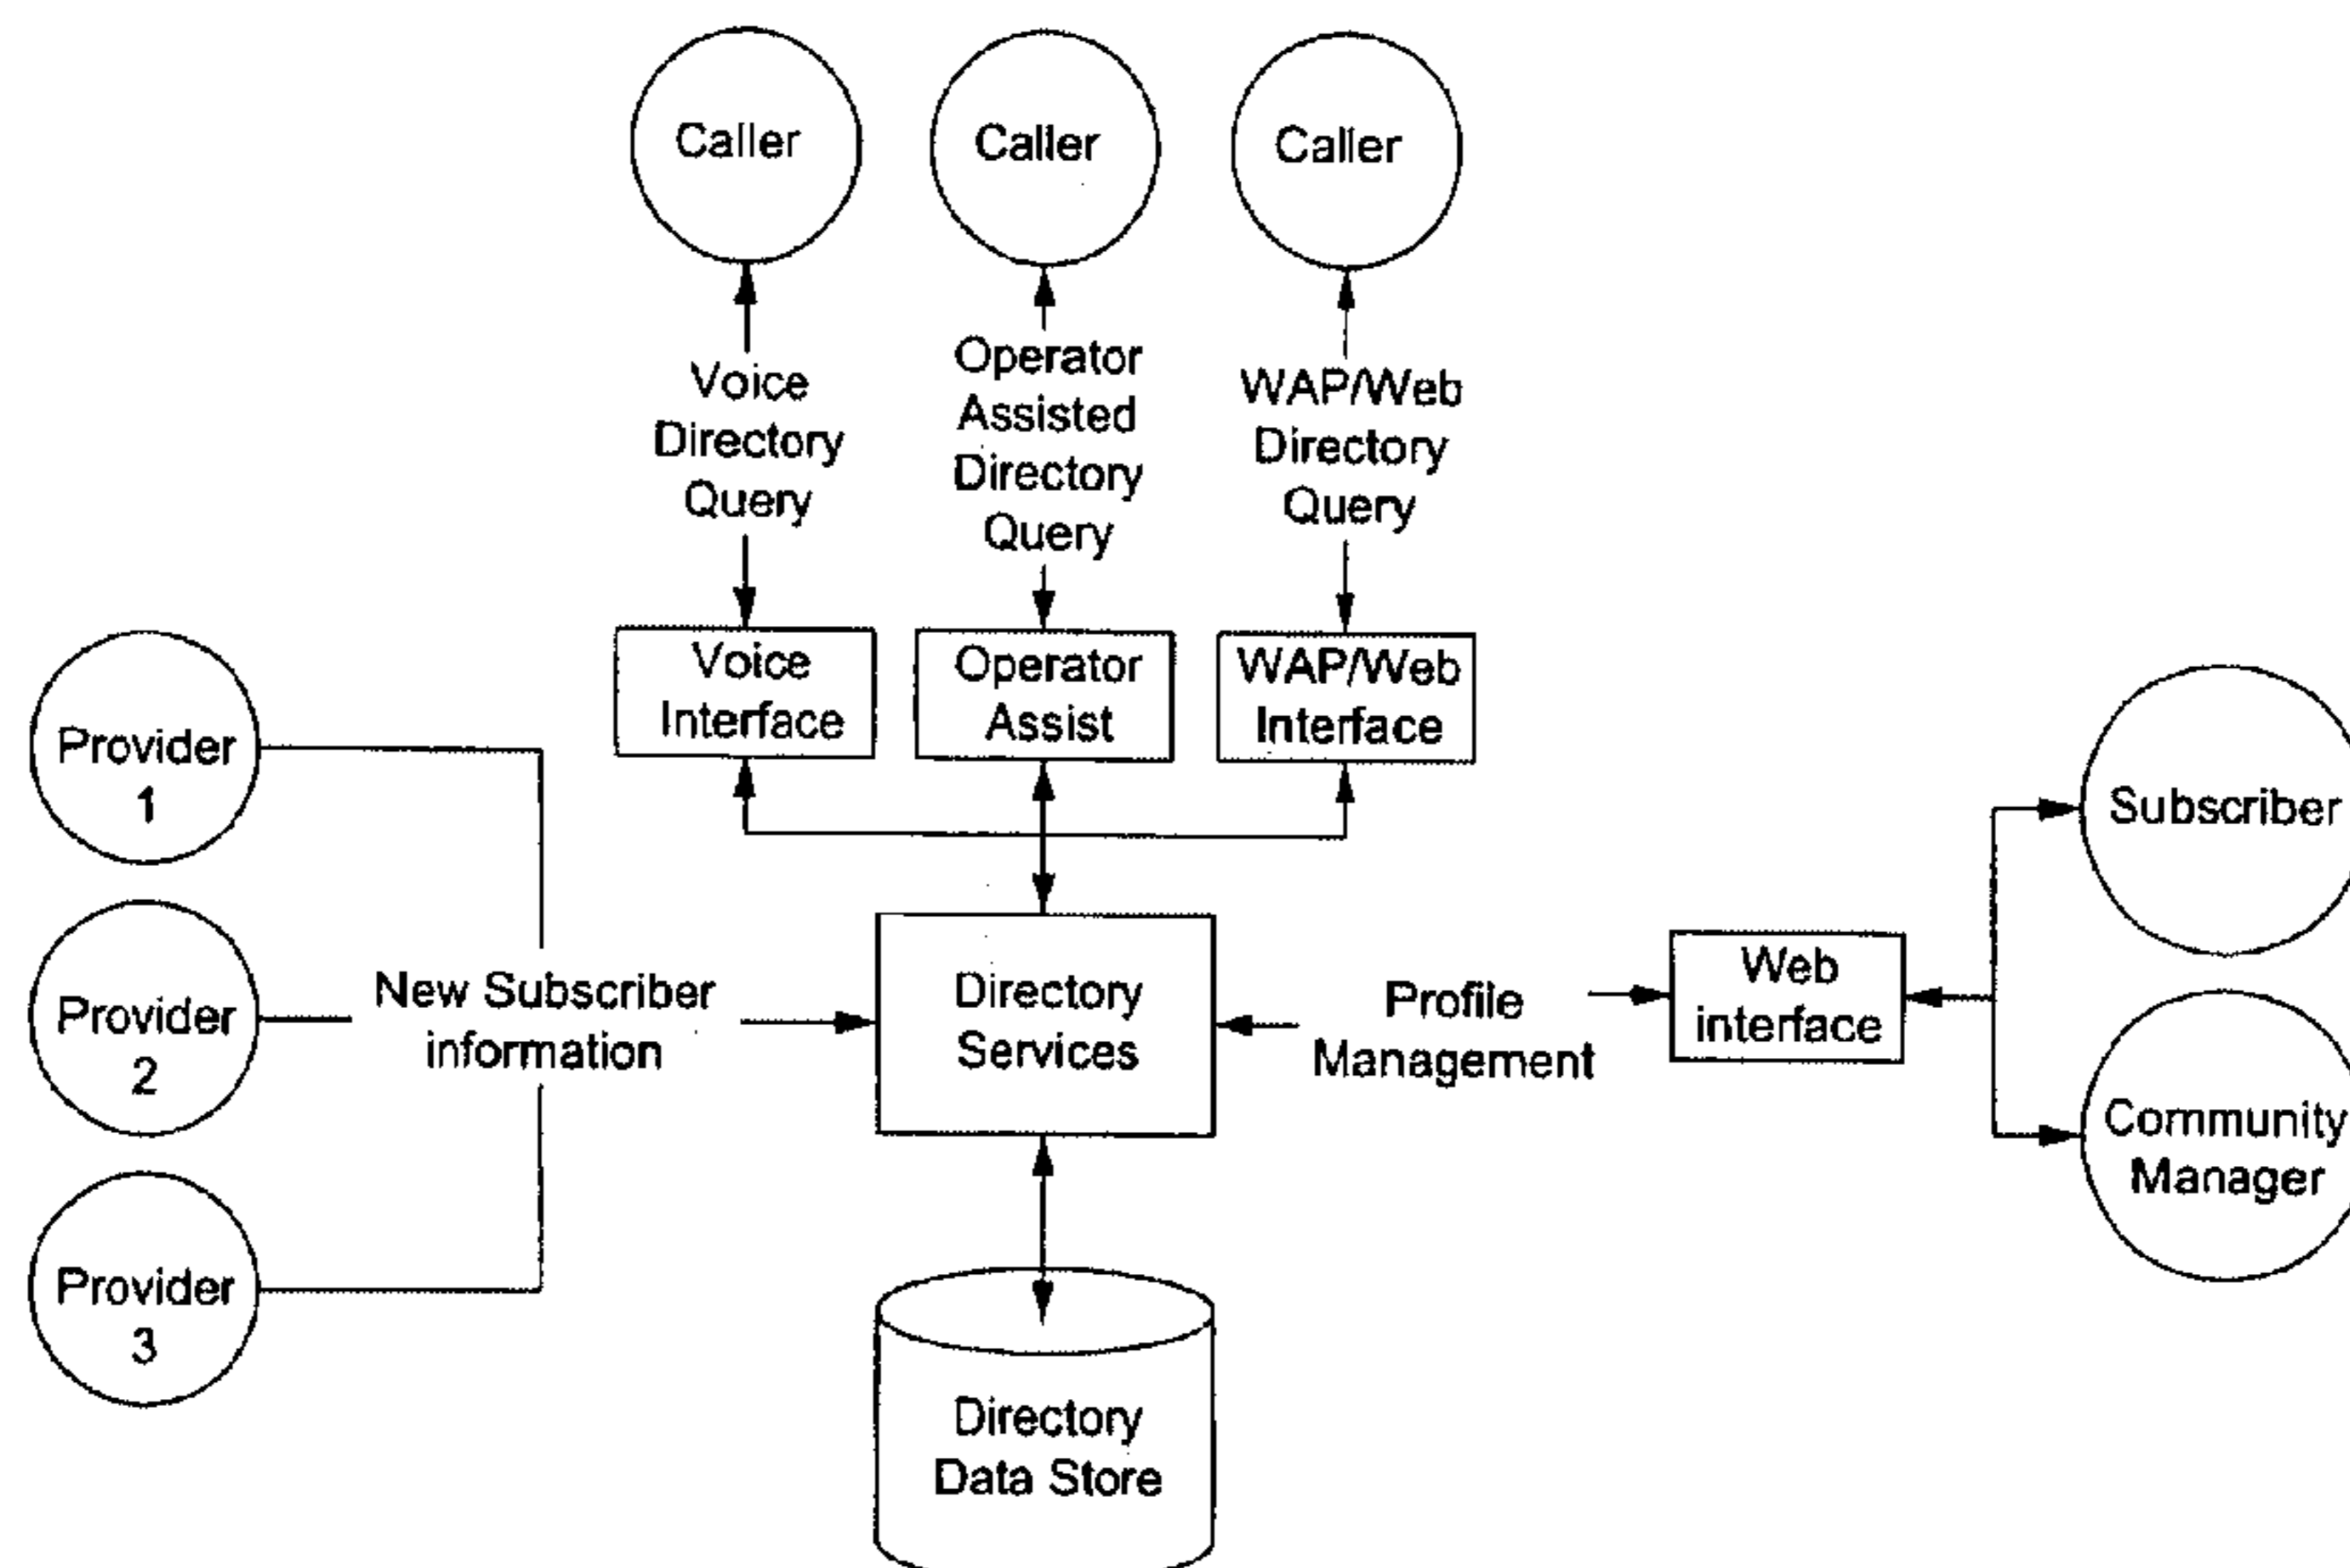 Caller
Caller
Caller
Voice
Directory
Query
Operator
Assisted
Directory
Query
WAP/Web
Directory
Query
Voice
Interface
Operator
Assist
WAP/Web
Interface
Provider
1
Provider
2
Provider
3
New Subscriber
information
Directory
Services
Profile
Management
Web
interface
Subscriber
Community
Manager
Directory
Data Store